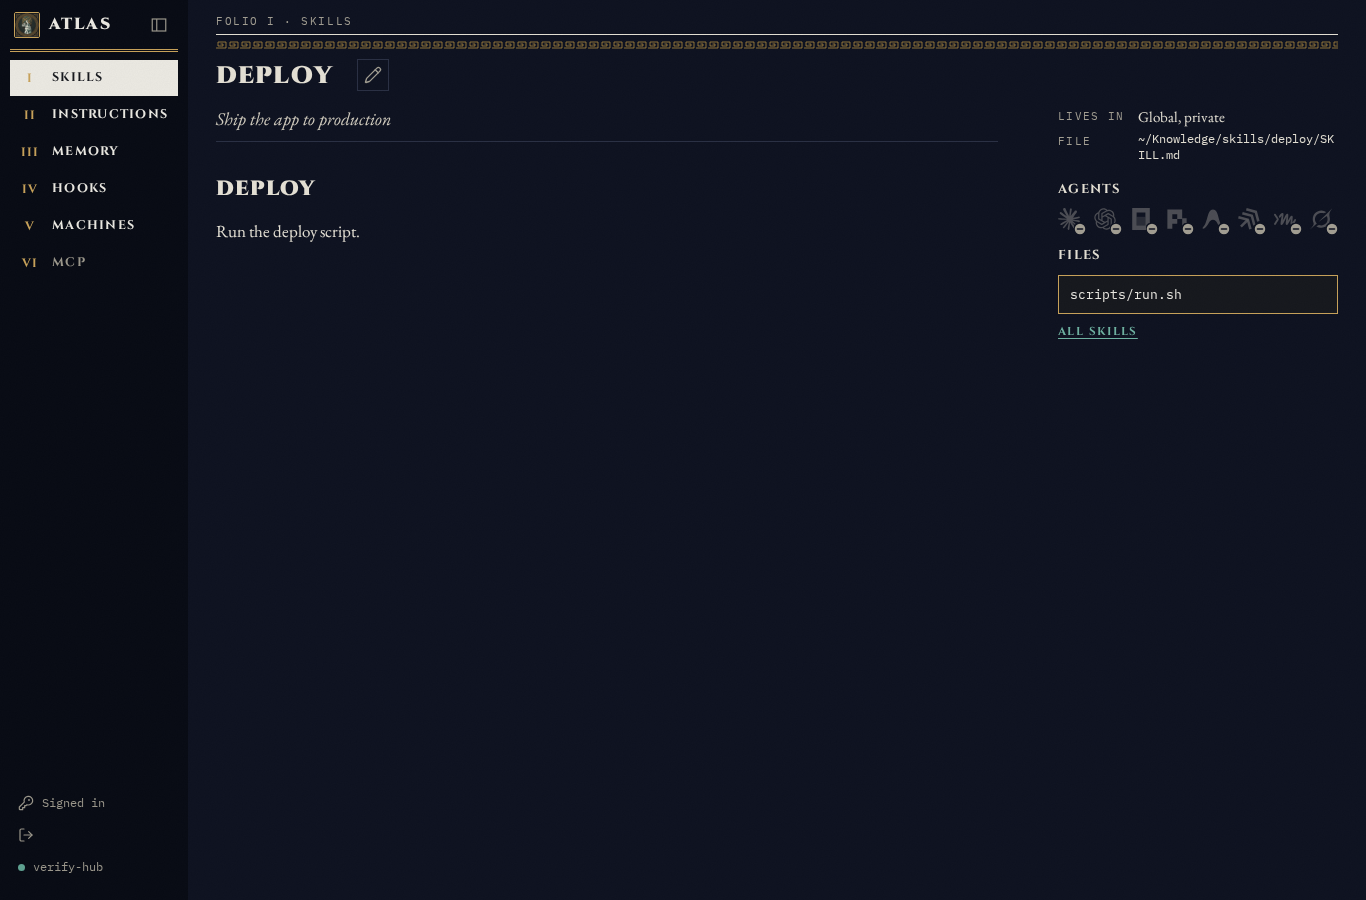 ATLAS
I SKILLS
II INSTRUCTIONS
III MEMORY
IV HOOKS
V MACHINES
VI MCP
Signed in
verify-hub
FOLIO I · SKILLS
DEPLOY
Ship the app to production
DEPLOY
Run the deploy script.
LIVES IN Global, private
FILE ~/Knowledge/skills/deploy/SK
ILL.md
AGENTS
FILES
scripts/run.sh
ALL SKILLS